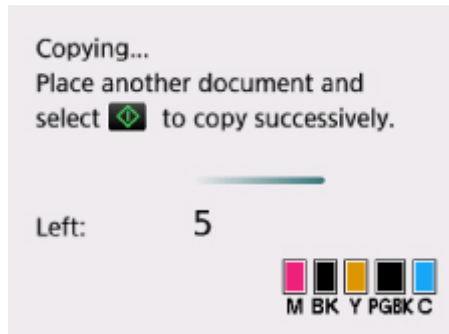 Copying...
Place another document and
select to copy successively.
Left: 5
M BK Y PGBK C